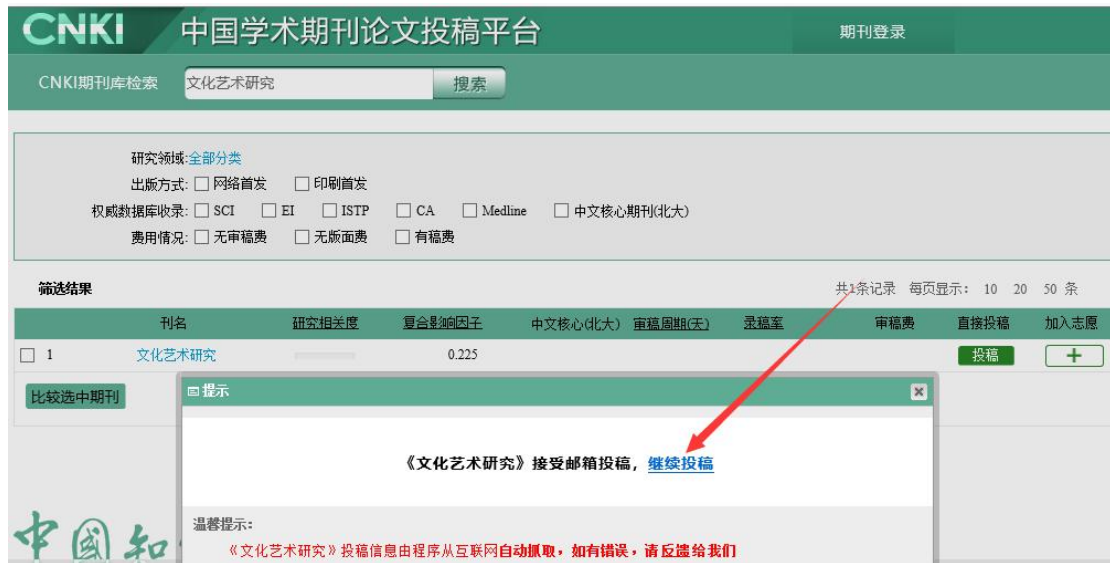 CNKI 中国学术期刊论文投稿平台 期刊登录
CNKI期刊库检索 文化艺术研究 搜索
研究领域:全部分类
出版方式: 网络首发 印刷首发
权威数据库收录: SCI EI ISTP CA Medline 中文核心期刊(北大)
费用情况: 无审稿费 无版面费 有稿费
筛选结果 共1条记录 每页显示: 10 20 50 条
刊名 研究相关度 复合影响因子 中文核心(北大) 审稿周期(天) 录稿率 审稿费 直接投稿 加入志愿
1 文化艺术研究 0.225 投稿 +
比较选中期刊
提示
《文化艺术研究》接受邮箱投稿,继续投稿
温馨提示:
《文化艺术研究》投稿信息由程序从互联网自动抓取,如有错误,请反馈给我们
中國知